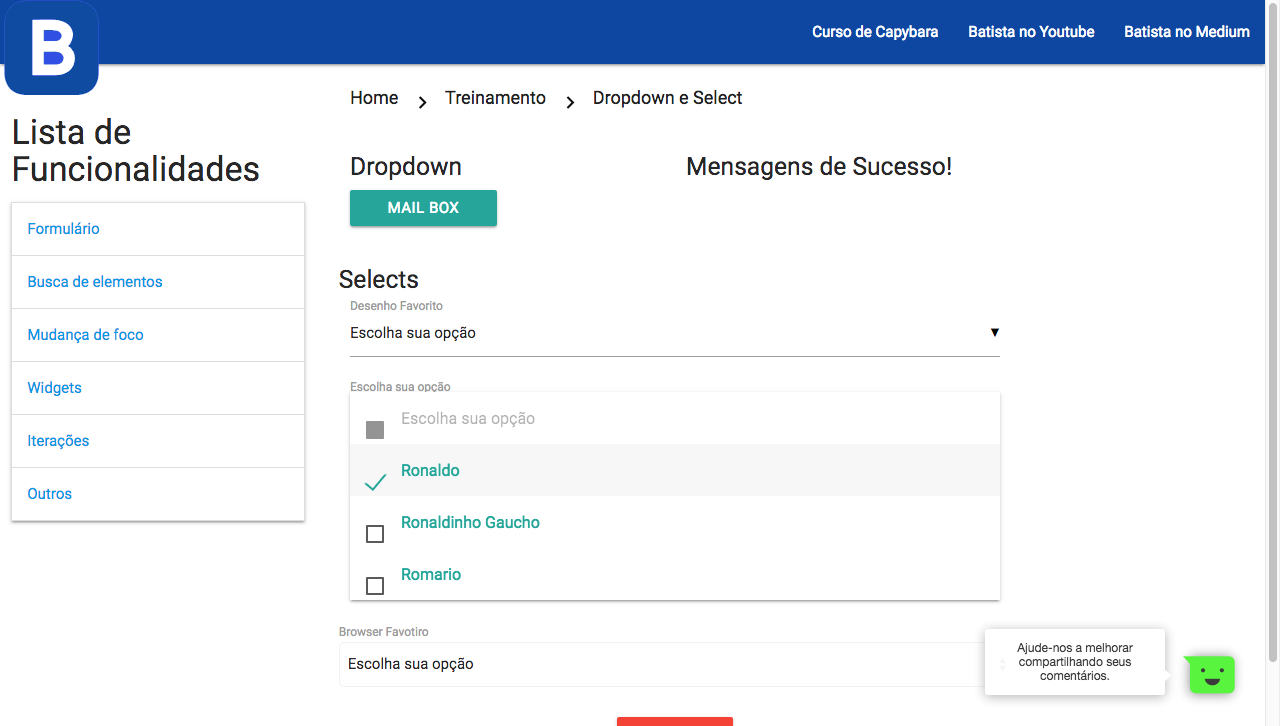 B
Curso de Capybara
Batista no Youtube
Batista no Medium
Home
Treinamento
Dropdown e Select
Lista de
Funcionalidades
Formulário
Busca de elementos
Mudança de foco
Widgets
Iterações
Outros
Dropdown
MAIL BOX
Mensagens de Sucesso!
Selects
Desenho Favorito
Escolha sua opção
Escolha sua opção
Escolha sua opção
Ronaldo
Ronaldinho Gaucho
Romario
Browser Favotiro
Escolha sua opção
Ajude-nos a melhorar
compartilhando seus
comentários.